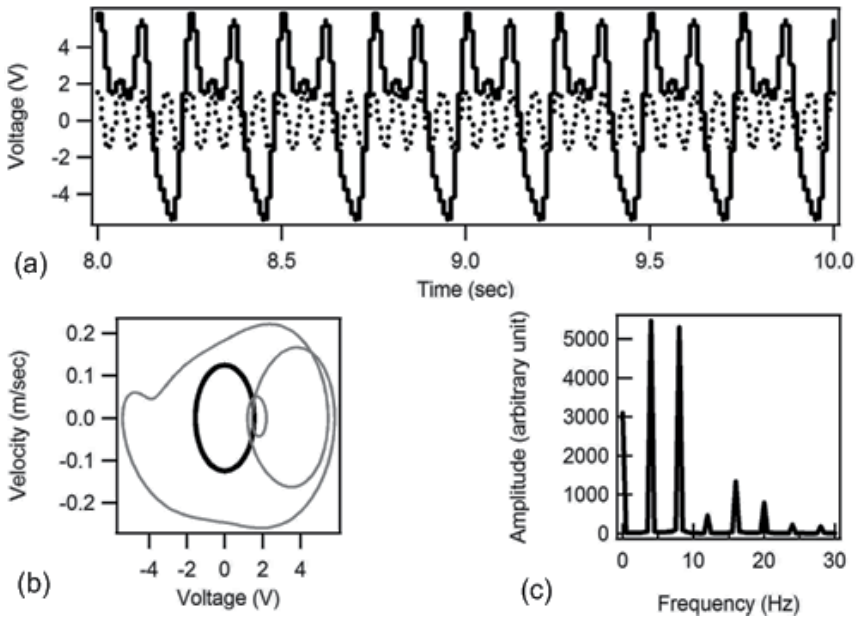 Voltage (V)
4
2
0
-2
-4
(a)
8.0 8.5 9.0 9.5 10.0
Time (sec)
Velocity (m/sec)
0.2
0.1
0.0
-0.1
-0.2
-4 -2 0 2 4
(b)
Voltage (V)
Amplitude (arbitrary unit)
5000
4000
3000
2000
1000
0
0 10 20 30
(c)
Frequency (Hz)